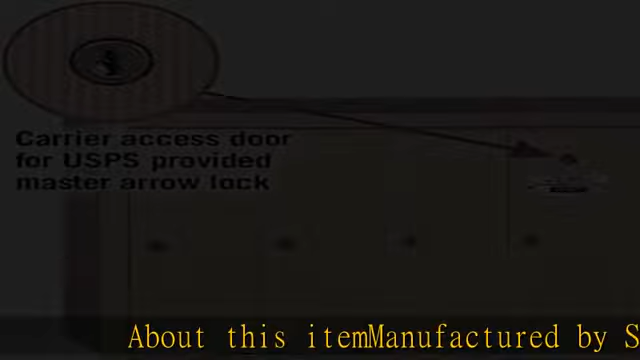 Carrier access door
for USPS provided
master arrow lock
About this itemManufactured by S